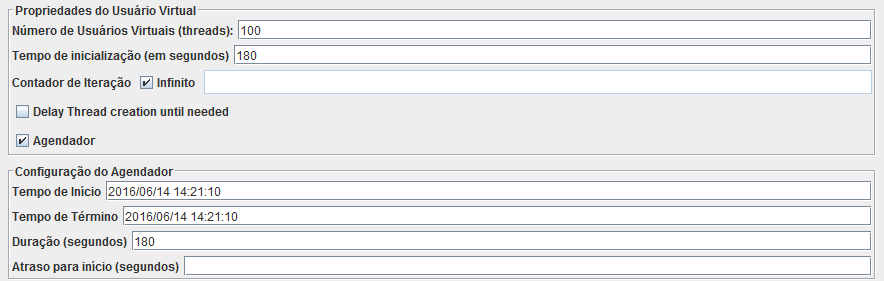 Propriedades do Usuário Virtual
Número de Usuários Virtuais (threads): 100
Tempo de inicialização (em segundos) 180
Contador de Iteração Infinito
Delay Thread creation until needed
Agendador
Configuração do Agendador
Tempo de Início 2016/06/14 14:21:10
Tempo de Término 2016/06/14 14:21:10
Duração (segundos) 180
Atraso para início (segundos)